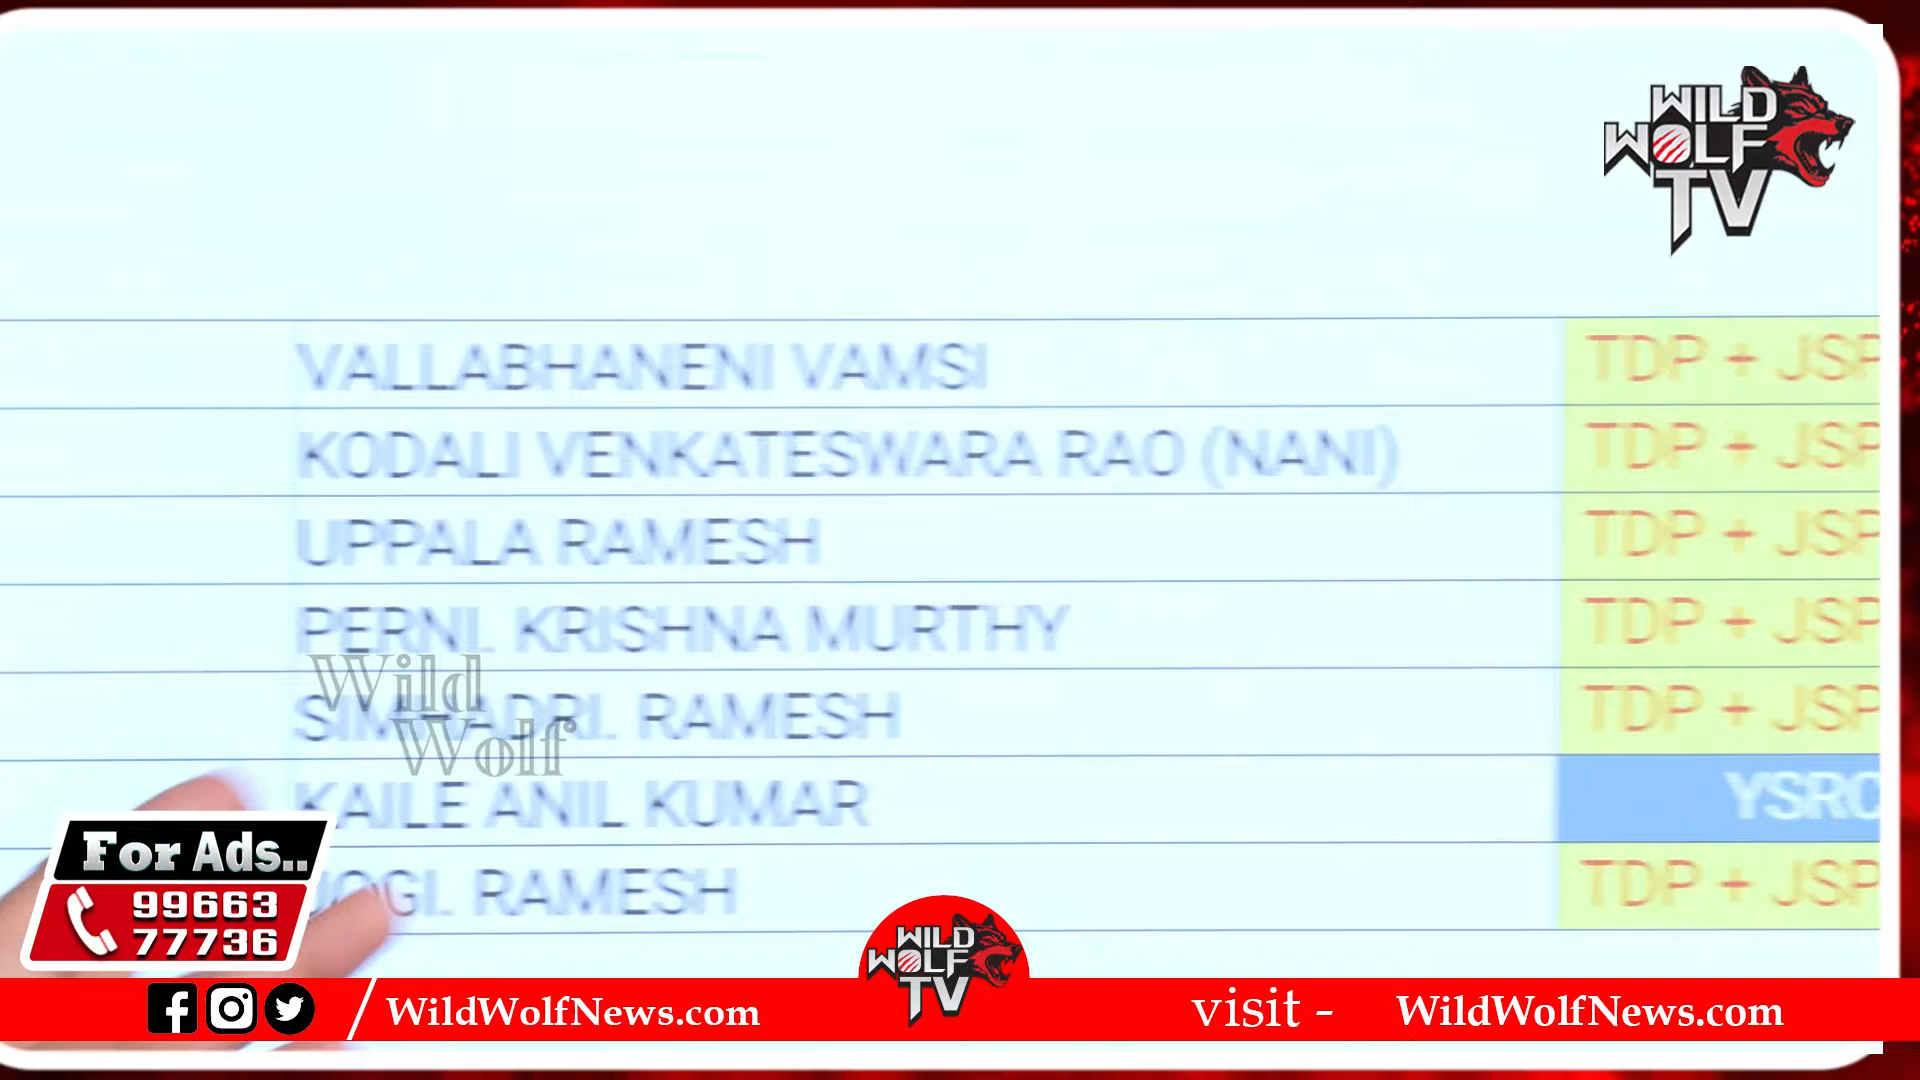 WILD
WOLF
TV
VALLABHANENI VAMSI TDP + JSP
KODALI VENKATESWARA RAO (NANI) TDP + JSP
UPPALA RAMESH TDP + JSP
PERNI. KRISHNA MURTHY TDP + JSP
Wild
Wolf
SIMHADRI. RAMESH TDP + JSP
KAILE ANIL KUMAR YSRC
JOGI. RAMESH TDP + JSP
For Ads..
99663
77736
WILD
WOLF
TV
WildWolfNews.com visit - WildWolfNews.com